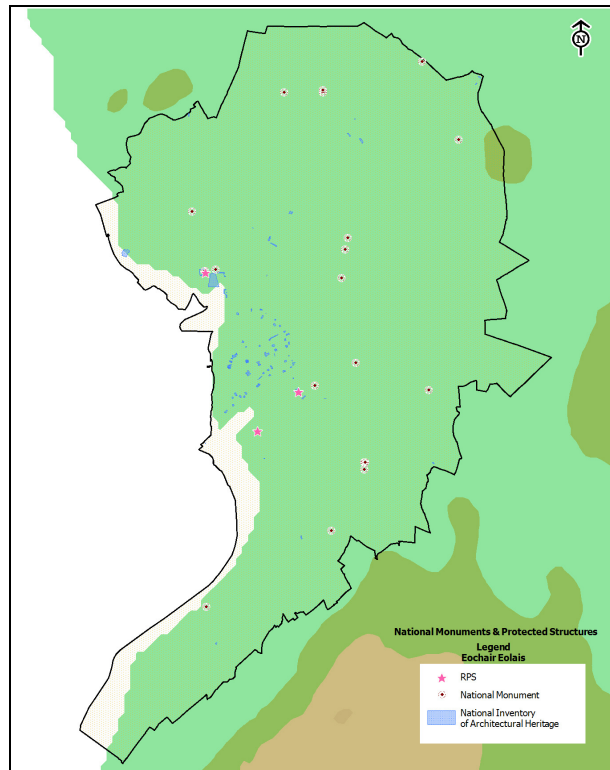 N
National Monuments & Protected Structures
Legend
Eochair Eolais
RPS
National Monument
National Inventory
of Architectural Heritage